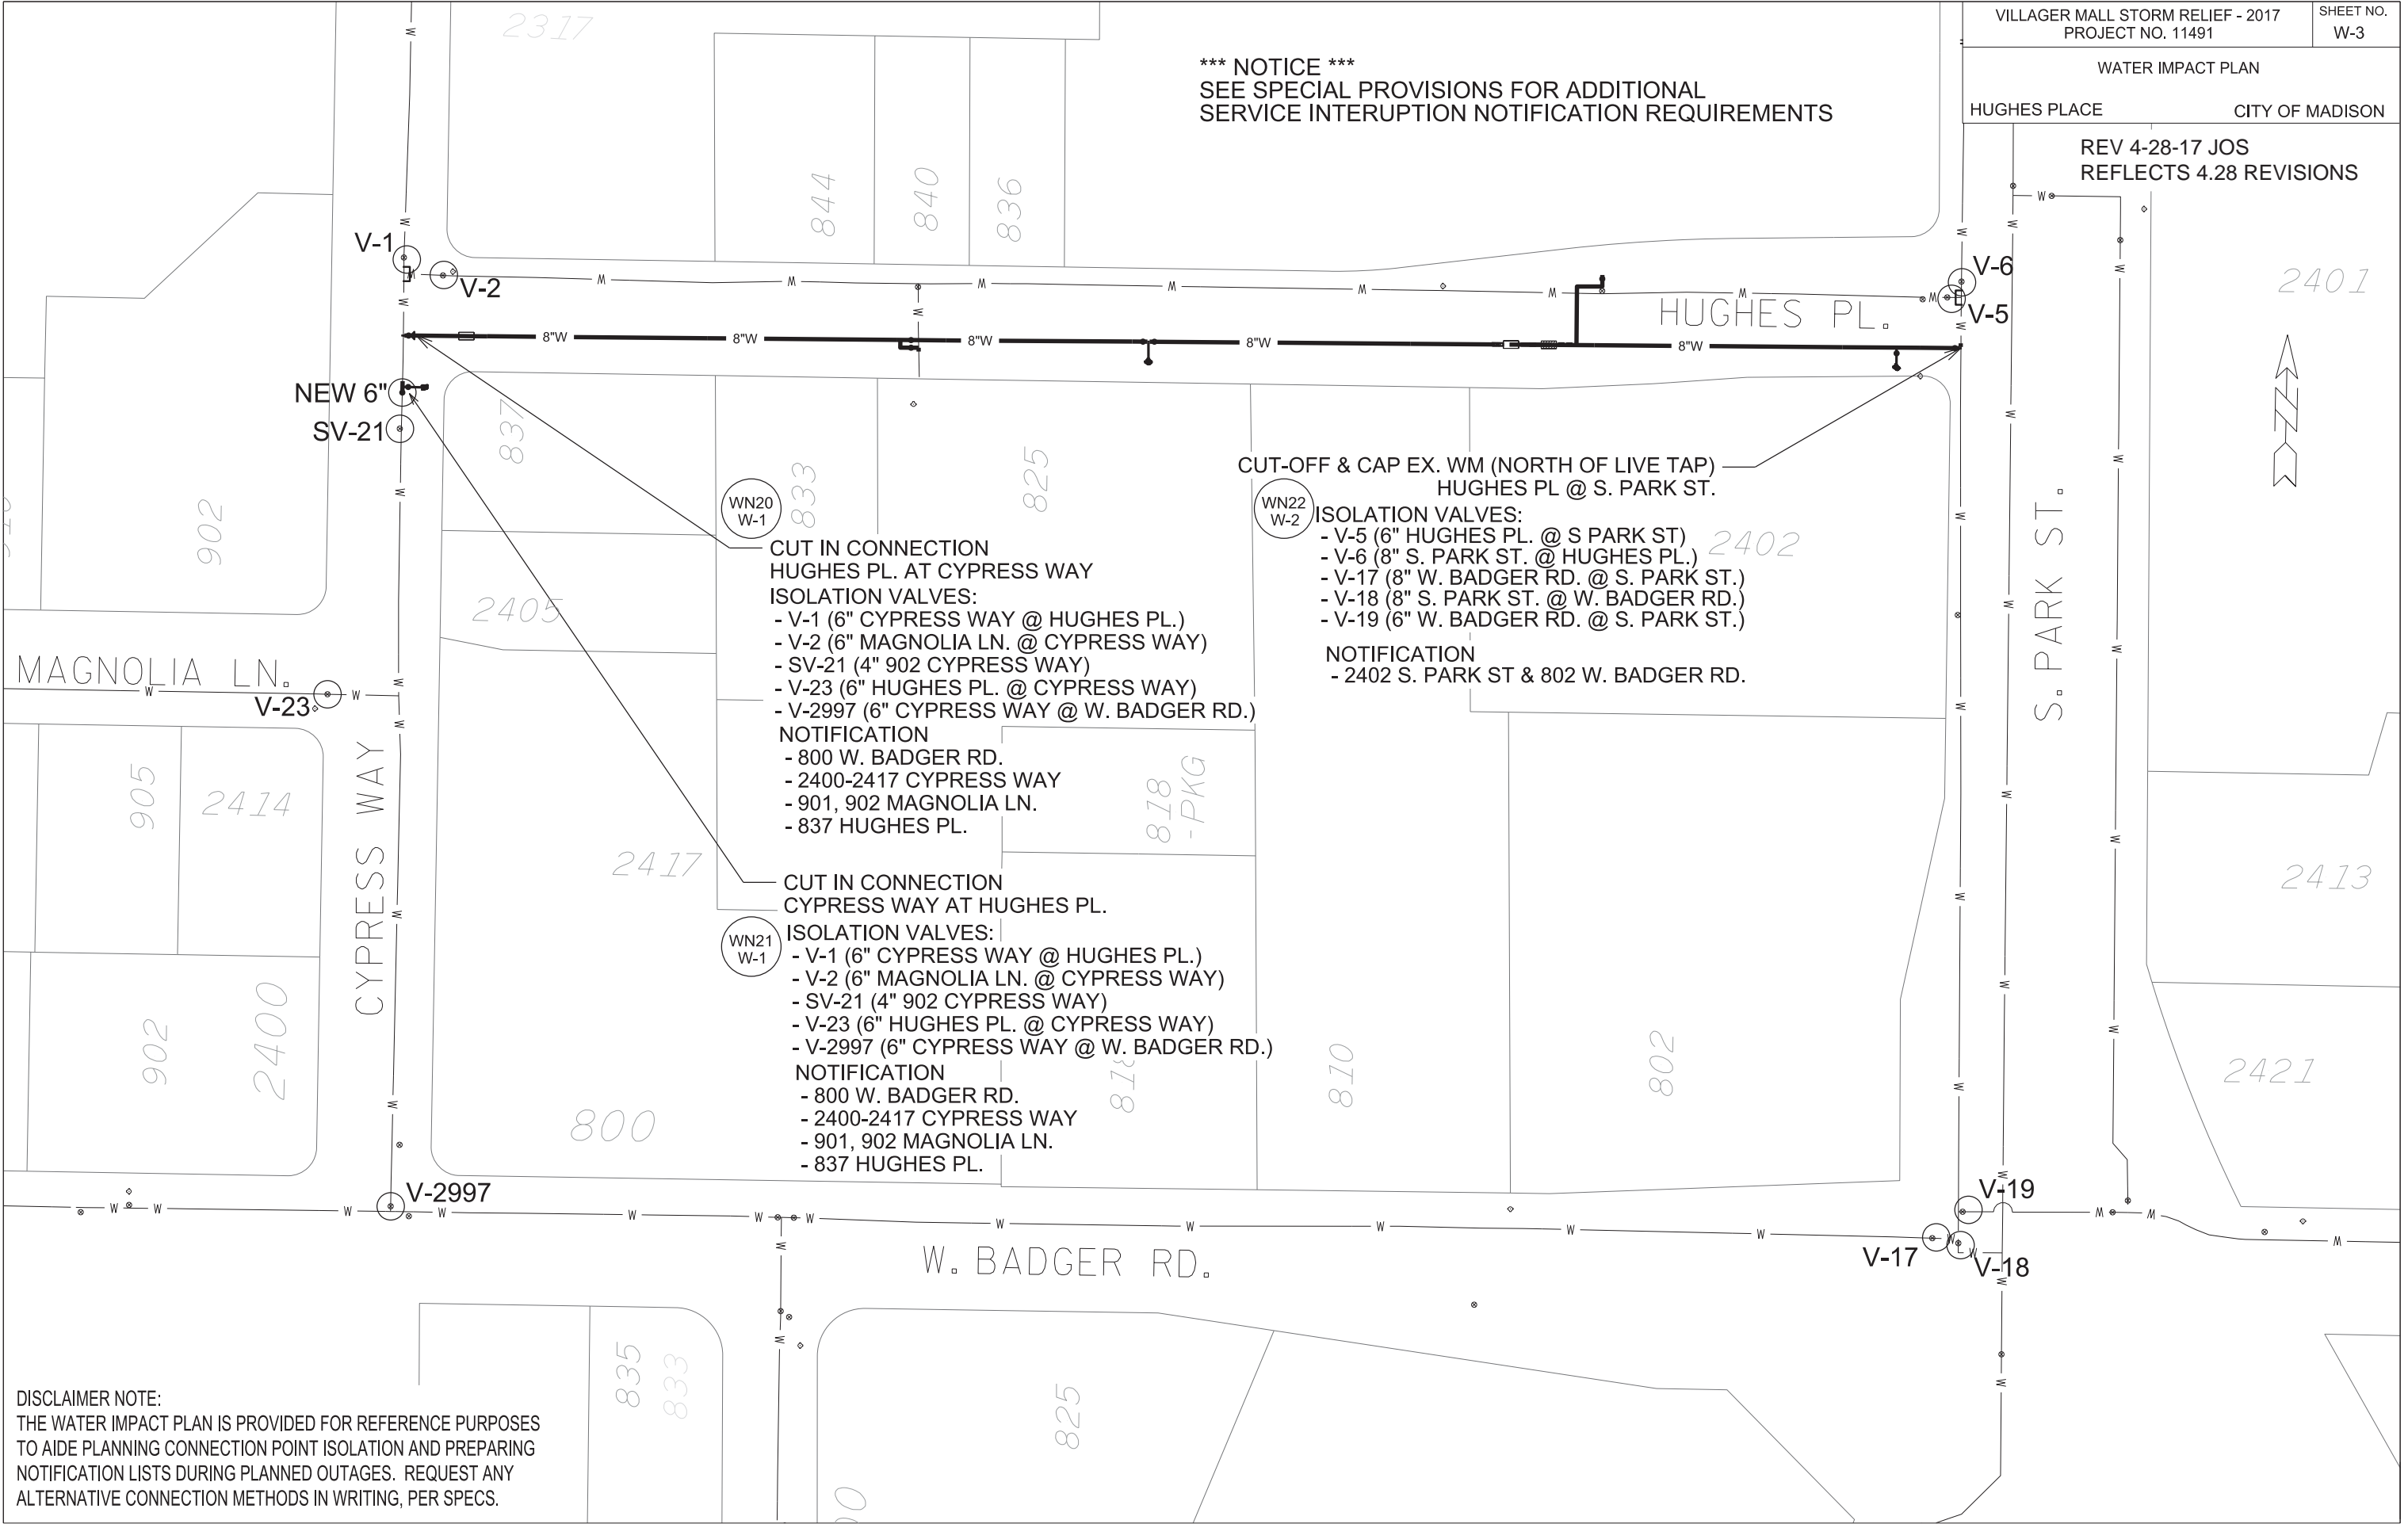 VILLAGER MALL STORM RELIEF - 2017
PROJECT NO. 11491
SHEET NO.
W-3
WATER IMPACT PLAN
HUGHES PLACE
CITY OF MADISON
REV 4-28-17 JOS
REFLECTS 4.28 REVISIONS
*** NOTICE ***
SEE SPECIAL PROVISIONS FOR ADDITIONAL
SERVICE INTERUPTION NOTIFICATION REQUIREMENTS
2317
844
840
836
2401
V-1
V-2
V-6
V-5
HUGHES PL.
8"W
8"W
8"W
8"W
8"W
NEW 6"
SV-21
837
833
825
902
2405
2402
S. PARK ST.
CUT-OFF & CAP EX. WM (NORTH OF LIVE TAP)
HUGHES PL @ S. PARK ST.
WN22
W-2
ISOLATION VALVES:
- V-5 (6" HUGHES PL. @ S PARK ST)
- V-6 (8" S. PARK ST. @ HUGHES PL.)
- V-17 (8" W. BADGER RD. @ S. PARK ST.)
- V-18 (8" S. PARK ST. @ W. BADGER RD.)
- V-19 (6" W. BADGER RD. @ S. PARK ST.)
NOTIFICATION
- 2402 S. PARK ST & 802 W. BADGER RD.
WN20
W-1
CUT IN CONNECTION
HUGHES PL. AT CYPRESS WAY
ISOLATION VALVES:
- V-1 (6" CYPRESS WAY @ HUGHES PL.)
- V-2 (6" MAGNOLIA LN. @ CYPRESS WAY)
- SV-21 (4" 902 CYPRESS WAY)
- V-23 (6" HUGHES PL. @ CYPRESS WAY)
- V-2997 (6" CYPRESS WAY @ W. BADGER RD.)
NOTIFICATION
- 800 W. BADGER RD.
- 2400-2417 CYPRESS WAY
- 901, 902 MAGNOLIA LN.
- 837 HUGHES PL.
MAGNOLIA LN.
V-23
CYPRESS WAY
905
2414
2417
818
-PKG
2413
CUT IN CONNECTION
CYPRESS WAY AT HUGHES PL.
WN21
W-1
ISOLATION VALVES:
- V-1 (6" CYPRESS WAY @ HUGHES PL.)
- V-2 (6" MAGNOLIA LN. @ CYPRESS WAY)
- SV-21 (4" 902 CYPRESS WAY)
- V-23 (6" HUGHES PL. @ CYPRESS WAY)
- V-2997 (6" CYPRESS WAY @ W. BADGER RD.)
NOTIFICATION
- 800 W. BADGER RD.
- 2400-2417 CYPRESS WAY
- 901, 902 MAGNOLIA LN.
- 837 HUGHES PL.
902
2400
800
818
810
802
2421
V-2997
V-19
V-17
V-18
W. BADGER RD.
835
833
825
DISCLAIMER NOTE:
THE WATER IMPACT PLAN IS PROVIDED FOR REFERENCE PURPOSES
TO AIDE PLANNING CONNECTION POINT ISOLATION AND PREPARING
NOTIFICATION LISTS DURING PLANNED OUTAGES. REQUEST ANY
ALTERNATIVE CONNECTION METHODS IN WRITING, PER SPECS.